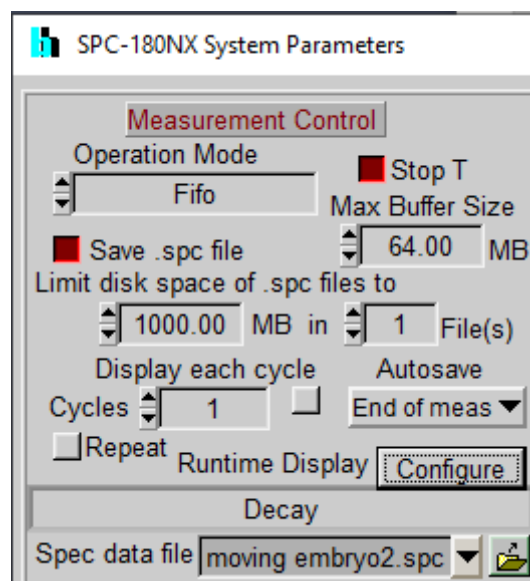 SPC-180NX System Parameters
Measurement Control
Operation Mode
Stop T
Fifo
Max Buffer Size
Save .spc file
64.00 MB
Limit disk space of .spc files to
1000.00 MB in 1 File(s)
Display each cycle
Autosave
Cycles 1
End of meas
Repeat
Runtime Display Configure
Decay
Spec data file moving embryo2.spc